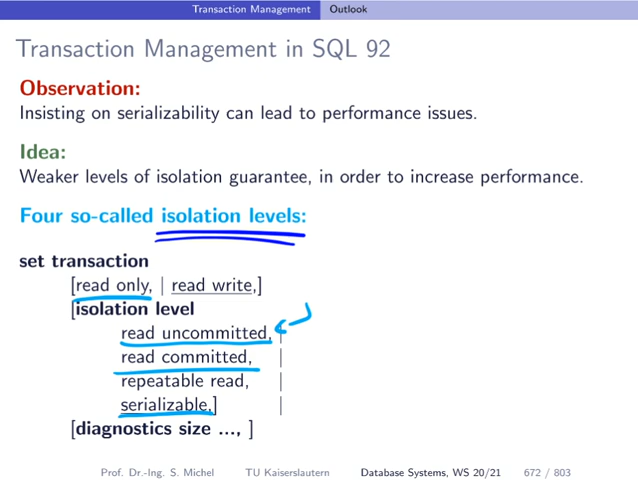 Transaction Management Outlook
Transaction Management in SQL 92
Observation:
Insisting on serializability can lead to performance issues.
Idea:
Weaker levels of isolation guarantee, in order to increase performance.
Four so-called isolation levels:
set transaction
[read only, | read write,]
[isolation level
read uncommitted, |
read committed, |
repeatable read, |
serializable,] |
[diagnostics size ..., ]
Prof. Dr.-Ing. S. Michel TU Kaiserslautern Database Systems, WS 20/21 672 / 803